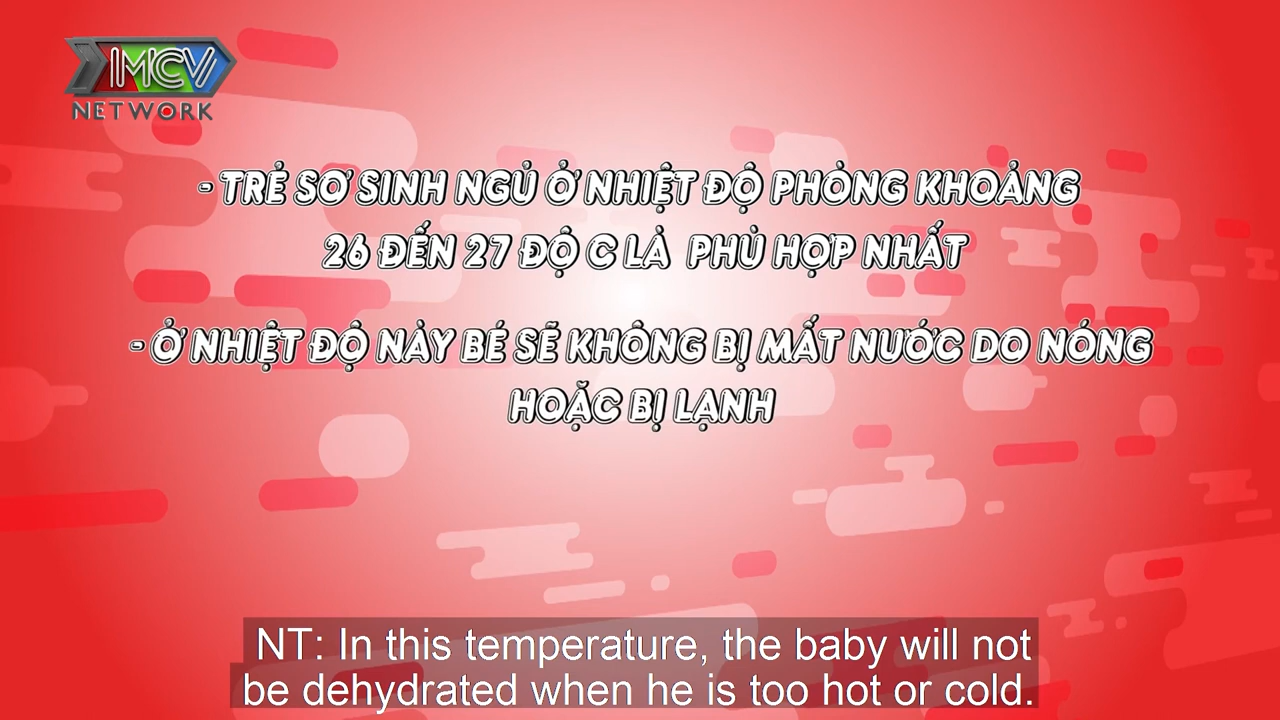 MCV
NETWORK
- TRẺ SƠ SINH NGỦ Ở NHIỆT ĐỘ PHÒNG KHOẢNG
26 ĐẾN 27 ĐỘ C LÀ PHÙ HỢP NHẤT
- Ở NHIỆT ĐỘ NÀY BÉ SẼ KHÔNG BỊ MẤT NƯỚC DO NÓNG
HOẶC BỊ LẠNH
NT: In this temperature, the baby will not
be dehydrated when he is too hot or cold.